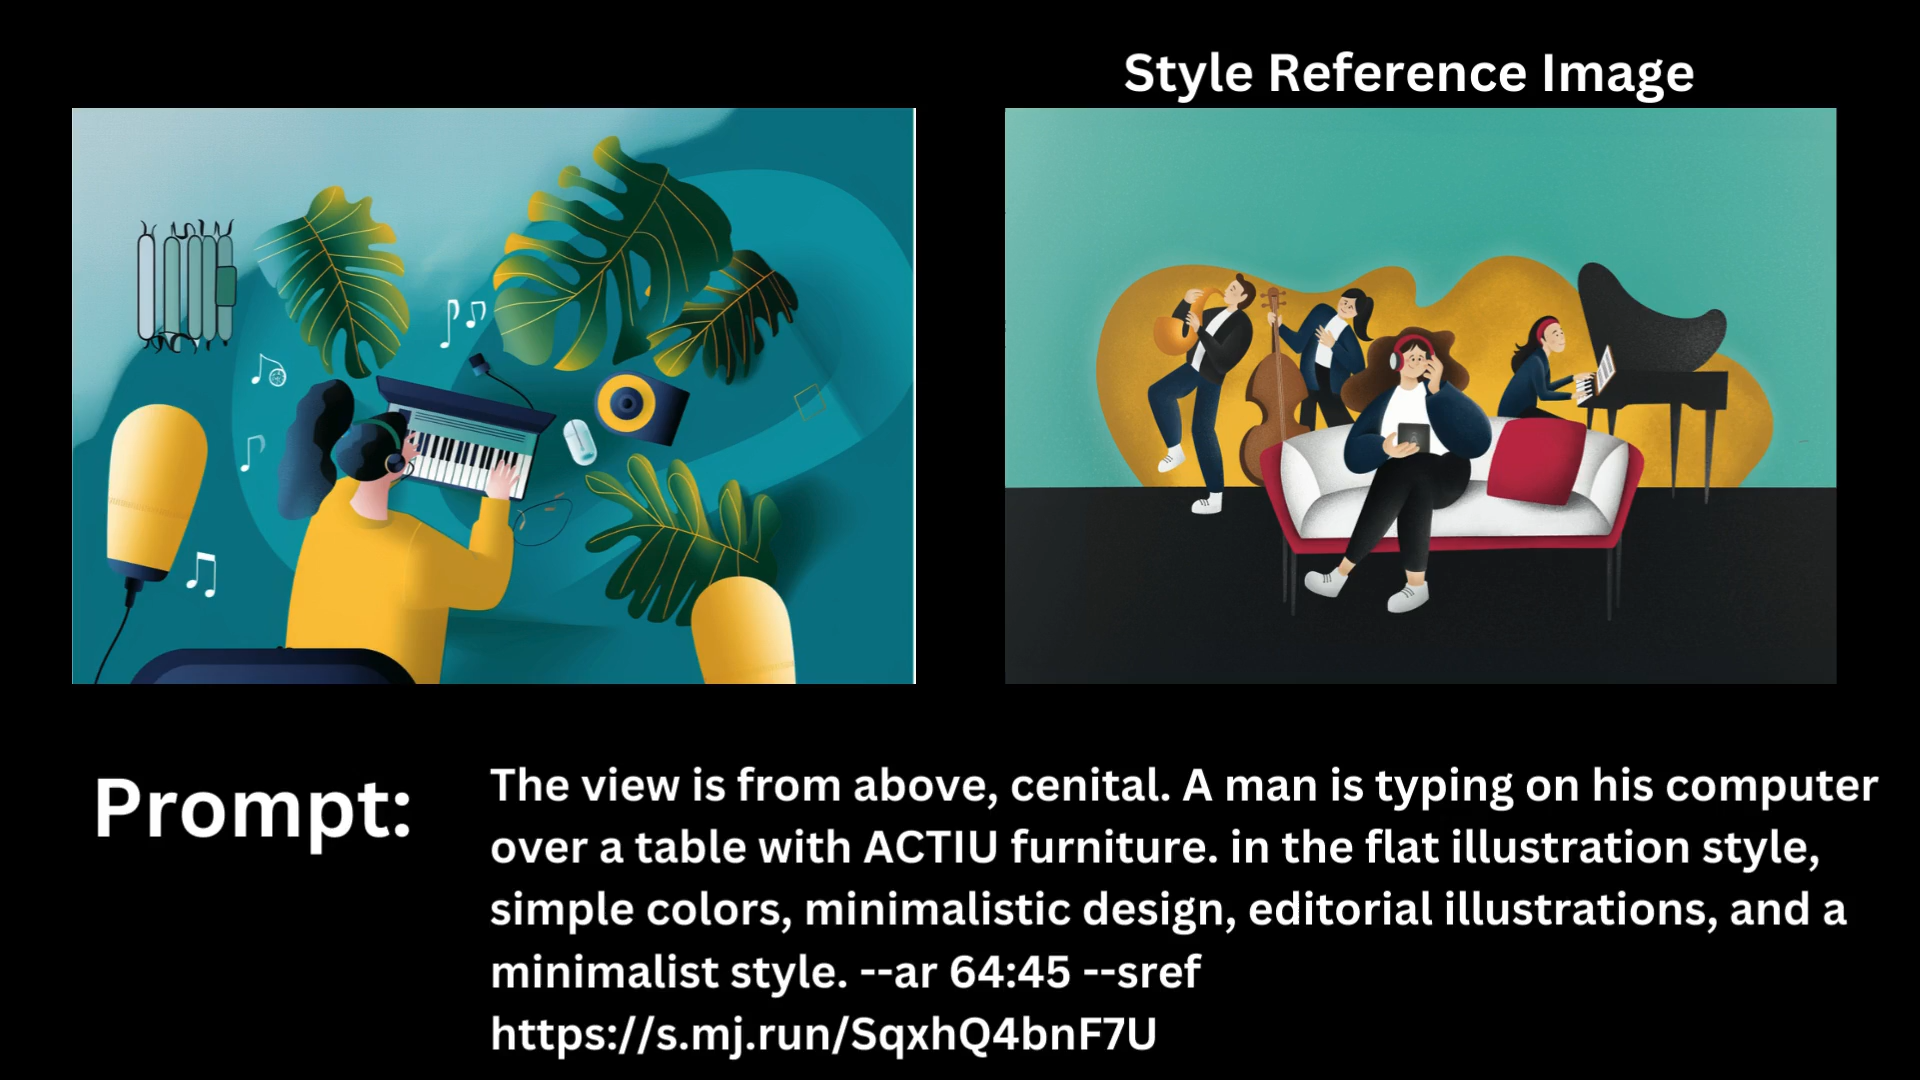 Style Reference Image
Prompt:
The view is from above, cenital. A man is typing on his computer
over a table with ACTIU furniture. in the flat illustration style,
simple colors, minimalistic design, editorial illustrations, and a
minimalist style. --ar 64:45 --sref
https://s.mj.run/SqxhQ4bnF7U